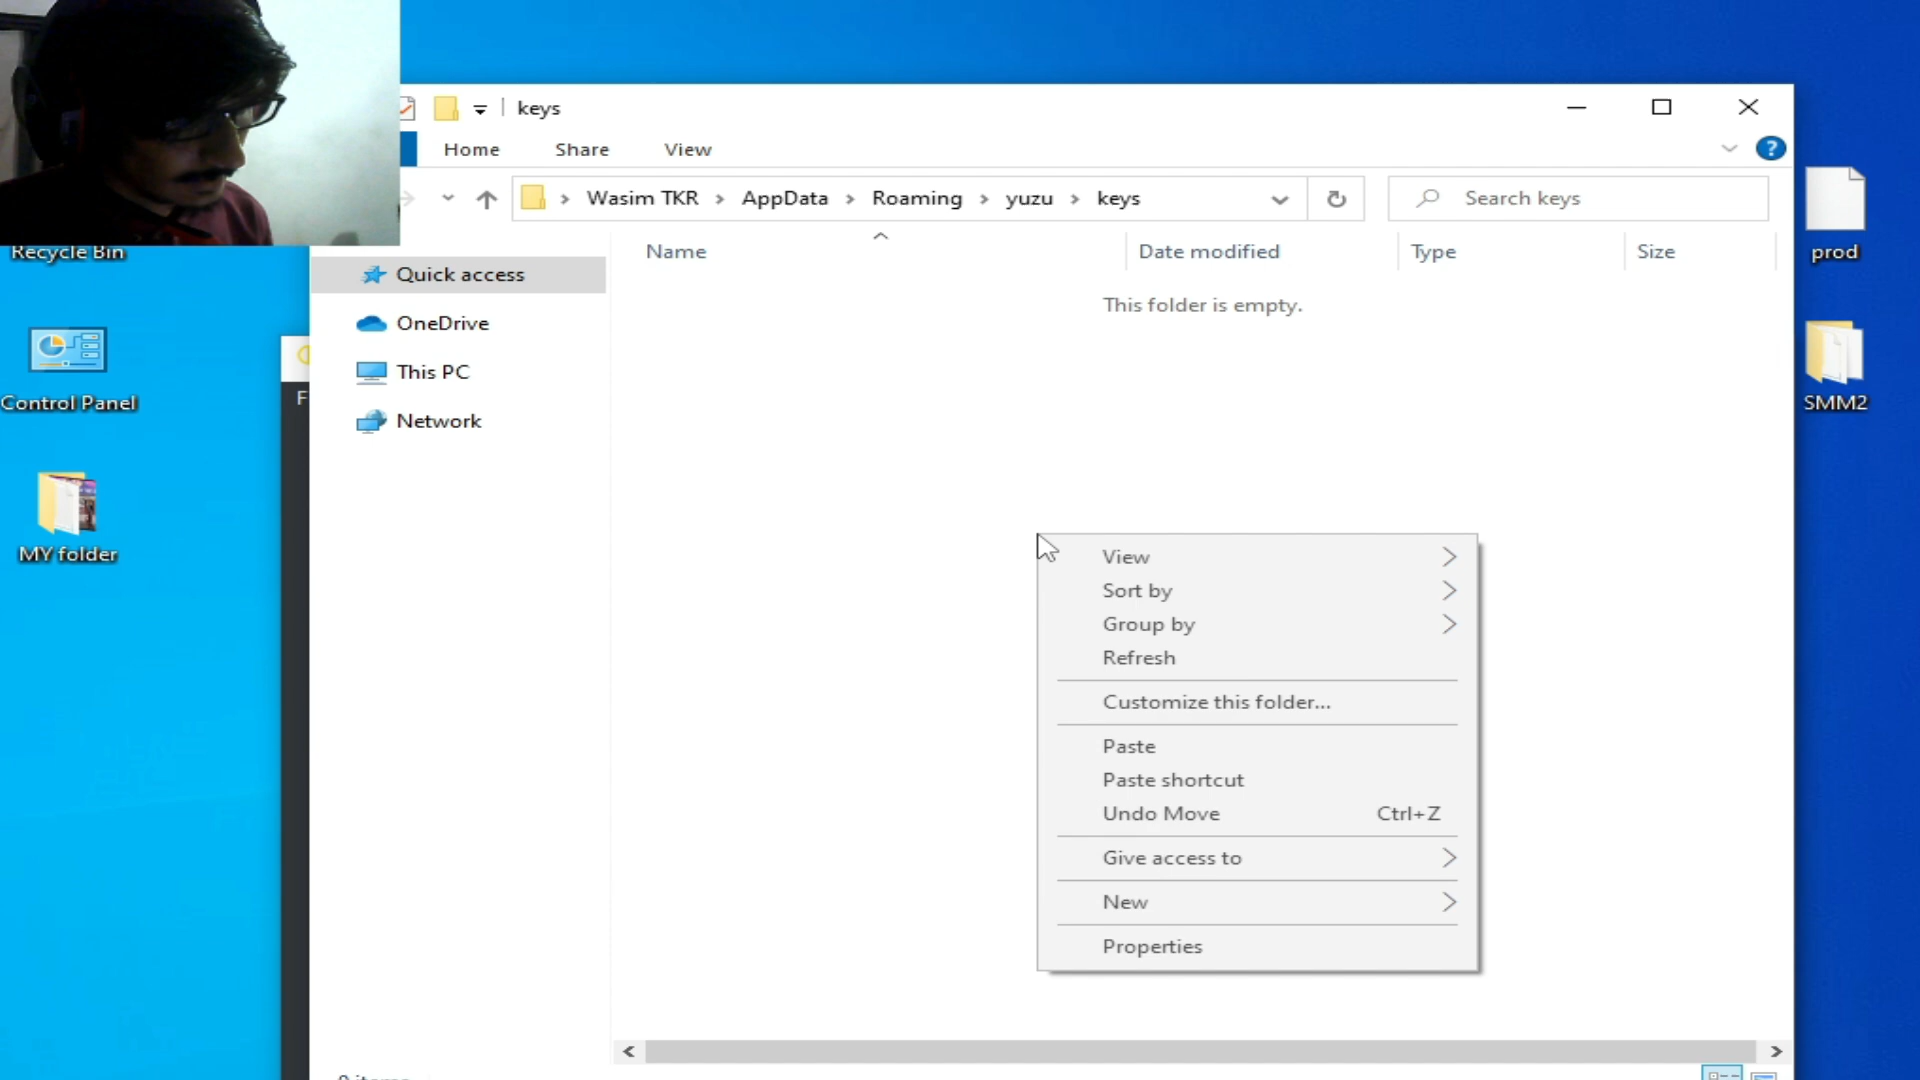 keys
Home Share View
Wasim TKR AppData Roaming yuzu keys Search keys
Name Date modified Type Size
This folder is empty.
Quick access
OneDrive
This PC
Network
Recycle Bin
Control Panel
MY folder
F
prod
SMM2
View
Sort by
Group by
Refresh
Customize this folder...
Paste
Paste shortcut
Undo Move Ctrl+Z
Give access to
New
Properties